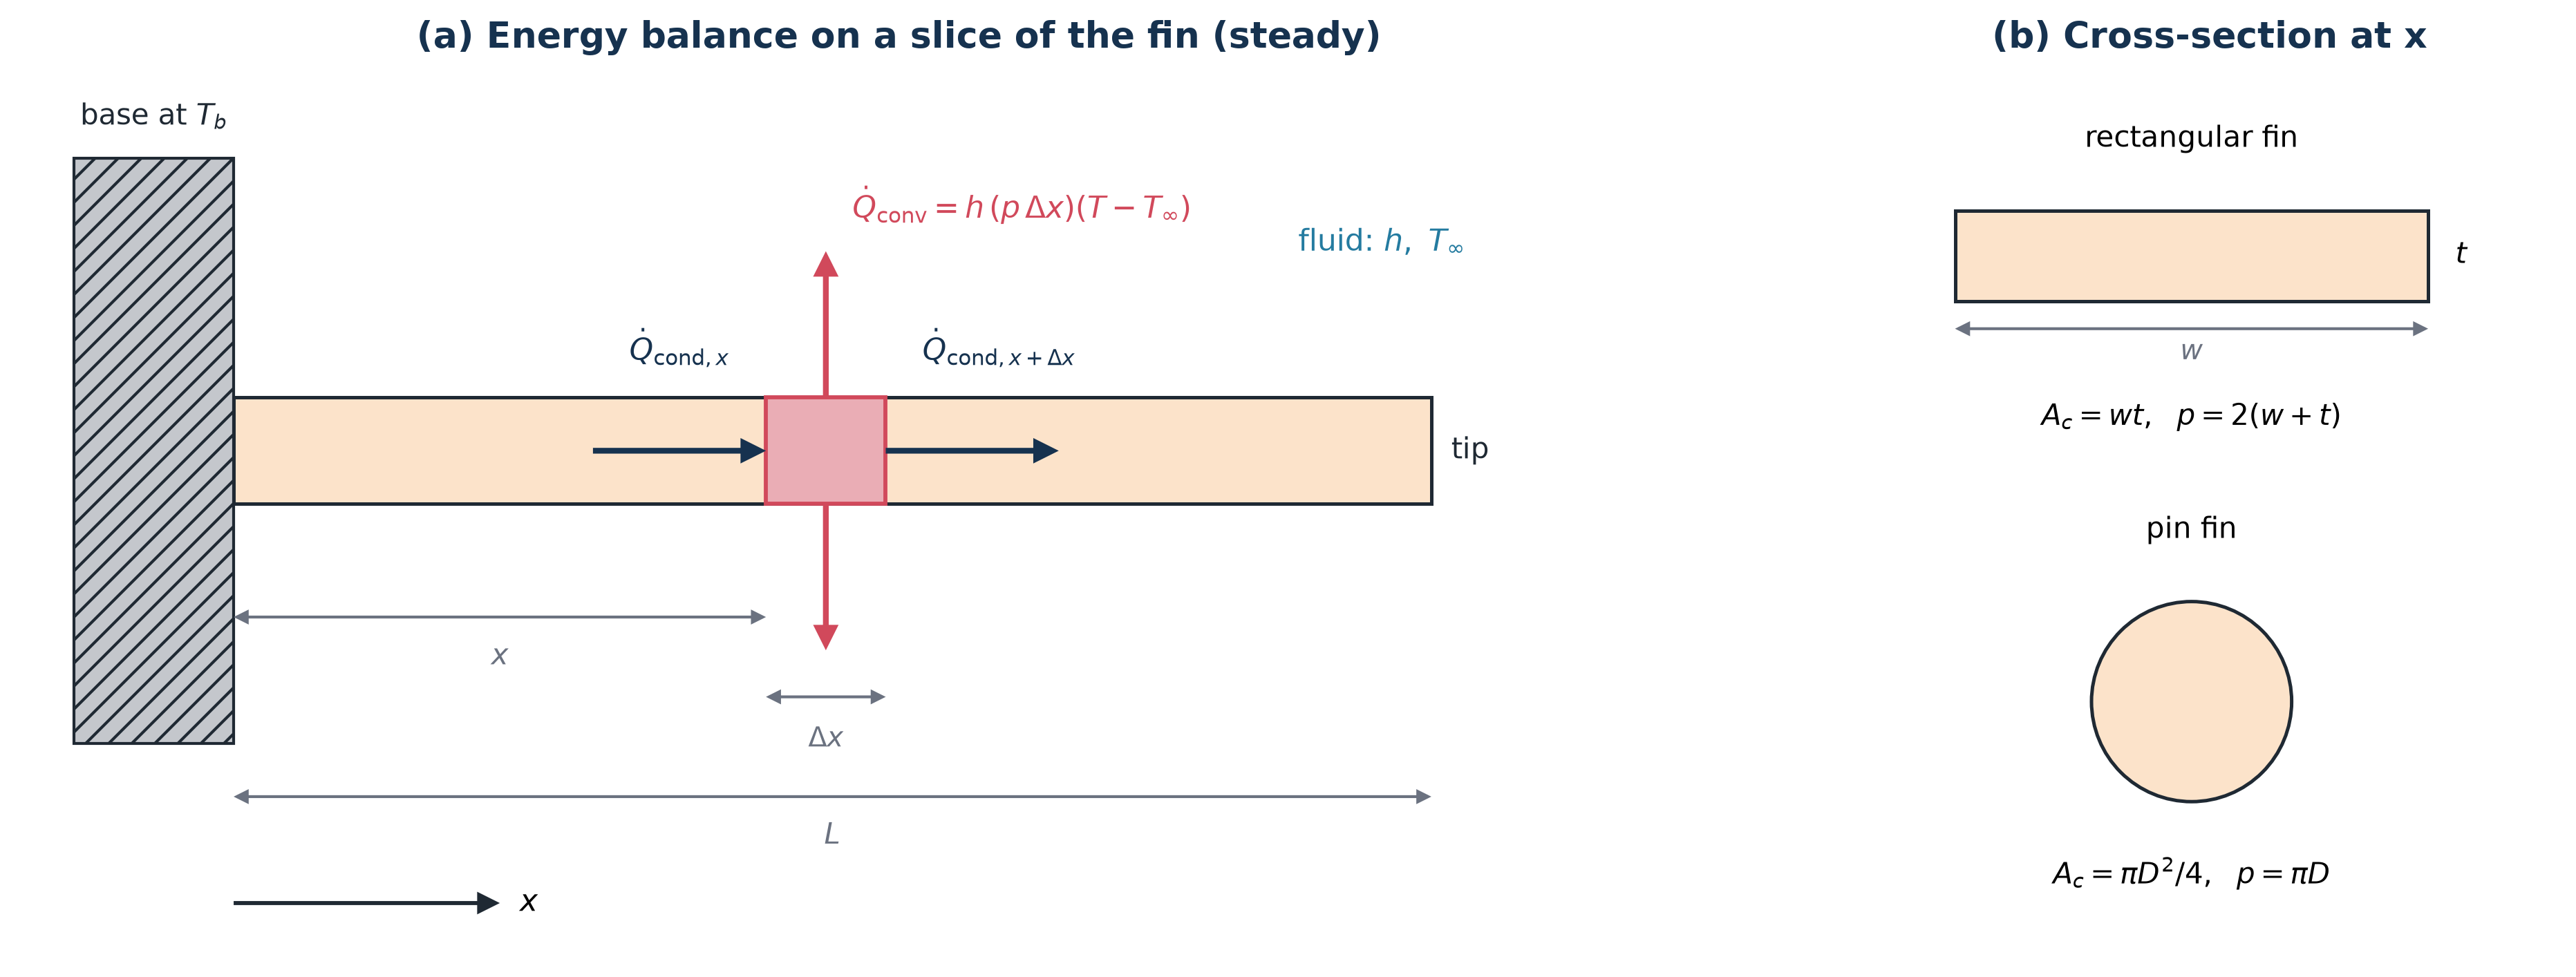 (a) Energy balance on a slice of the fin (steady)
base at T_b
Q̇_conv = h (p Δx)(T − T_∞)
fluid: h, T_∞
Q̇_cond, x
Q̇_cond, x + Δx
tip
x
Δx
L
x
(b) Cross-section at x
rectangular fin
t
w
A_c = wt, p = 2(w + t)
pin fin
A_c = πD²/4, p = πD